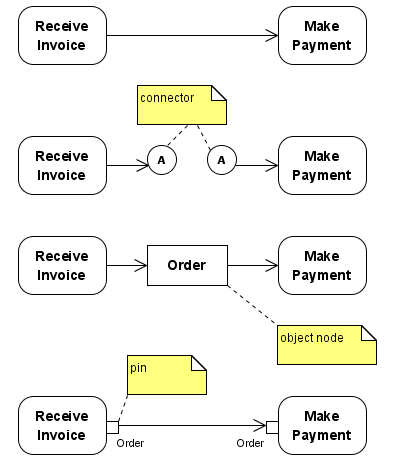 Receive
Invoice
Make
Payment
connector
Receive
Invoice
A
A
Make
Payment
Receive
Invoice
Order
Make
Payment
object node
pin
Receive
Invoice
Order
Order
Make
Payment